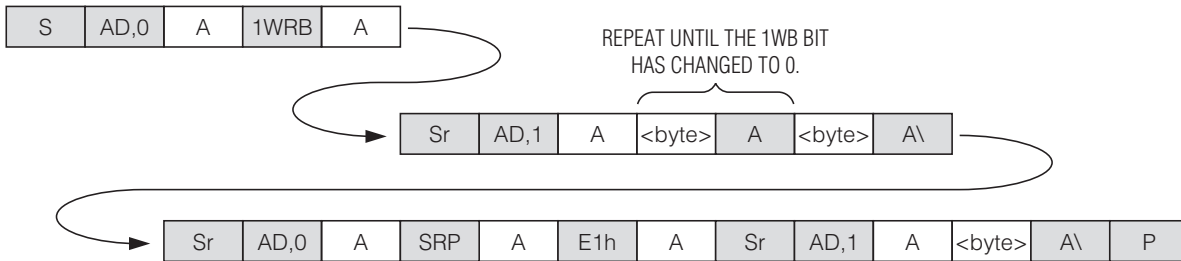 S AD,0 A 1WRB A
REPEAT UNTIL THE 1WB BIT
HAS CHANGED TO 0.
Sr AD,1 A <byte> A <byte> A\
Sr AD,0 A SRP A E1h A Sr AD,1 A <byte> A\ P